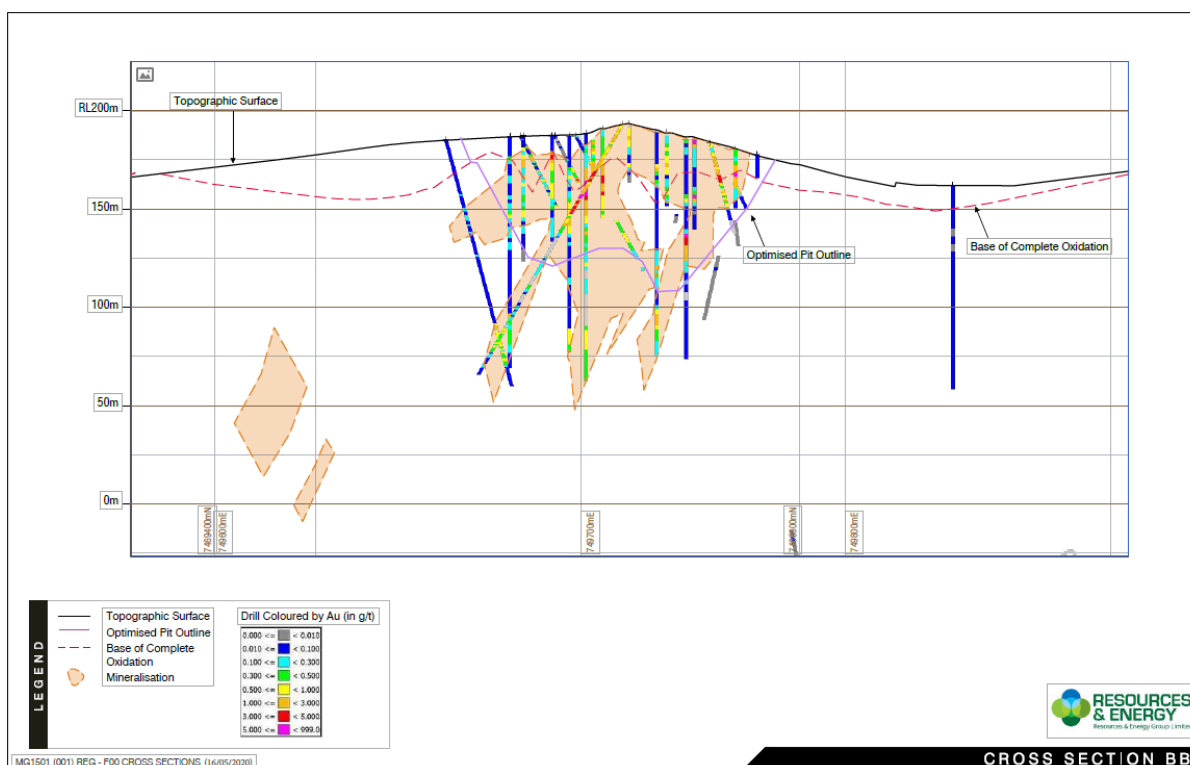 RL200m
Topographic Surface
150m
Base of Complete Oxidation
Optimised Pit Outline
100m
50m
0m
7469400mN
749600mE
749700mE
749800mE
LEGEND
Topographic Surface
Optimised Pit Outline
Base of Complete
Oxidation
Mineralisation
Drill Coloured by Au (in g/t)
0.000 <= < 0.010
0.010 <= < 0.100
0.100 <= < 0.300
0.300 <= < 0.500
0.500 <= < 1.000
1.000 <= < 3.000
3.000 <= < 5.000
5.000 <= < 999.0
RESOURCES
& ENERGY
Resources & Energy Group Limited
MG1501 (001) REG - F00 CROSS SECTIONS (16/05/2020)
CROSS SECTION BB